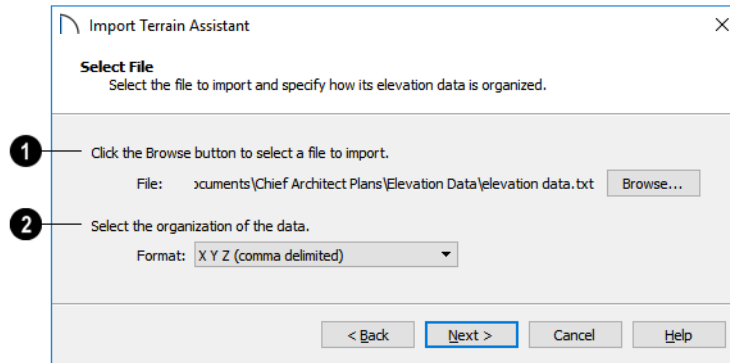 Import Terrain Assistant
Select File
Select the file to import and specify how its elevation data is organized.
1 Click the Browse button to select a file to import.
File: ocuments\Chief Architect Plans\Elevation Data\elevation data.txt Browse...
2 Select the organization of the data.
Format: X Y Z (comma delimited)
< Back Next > Cancel Help